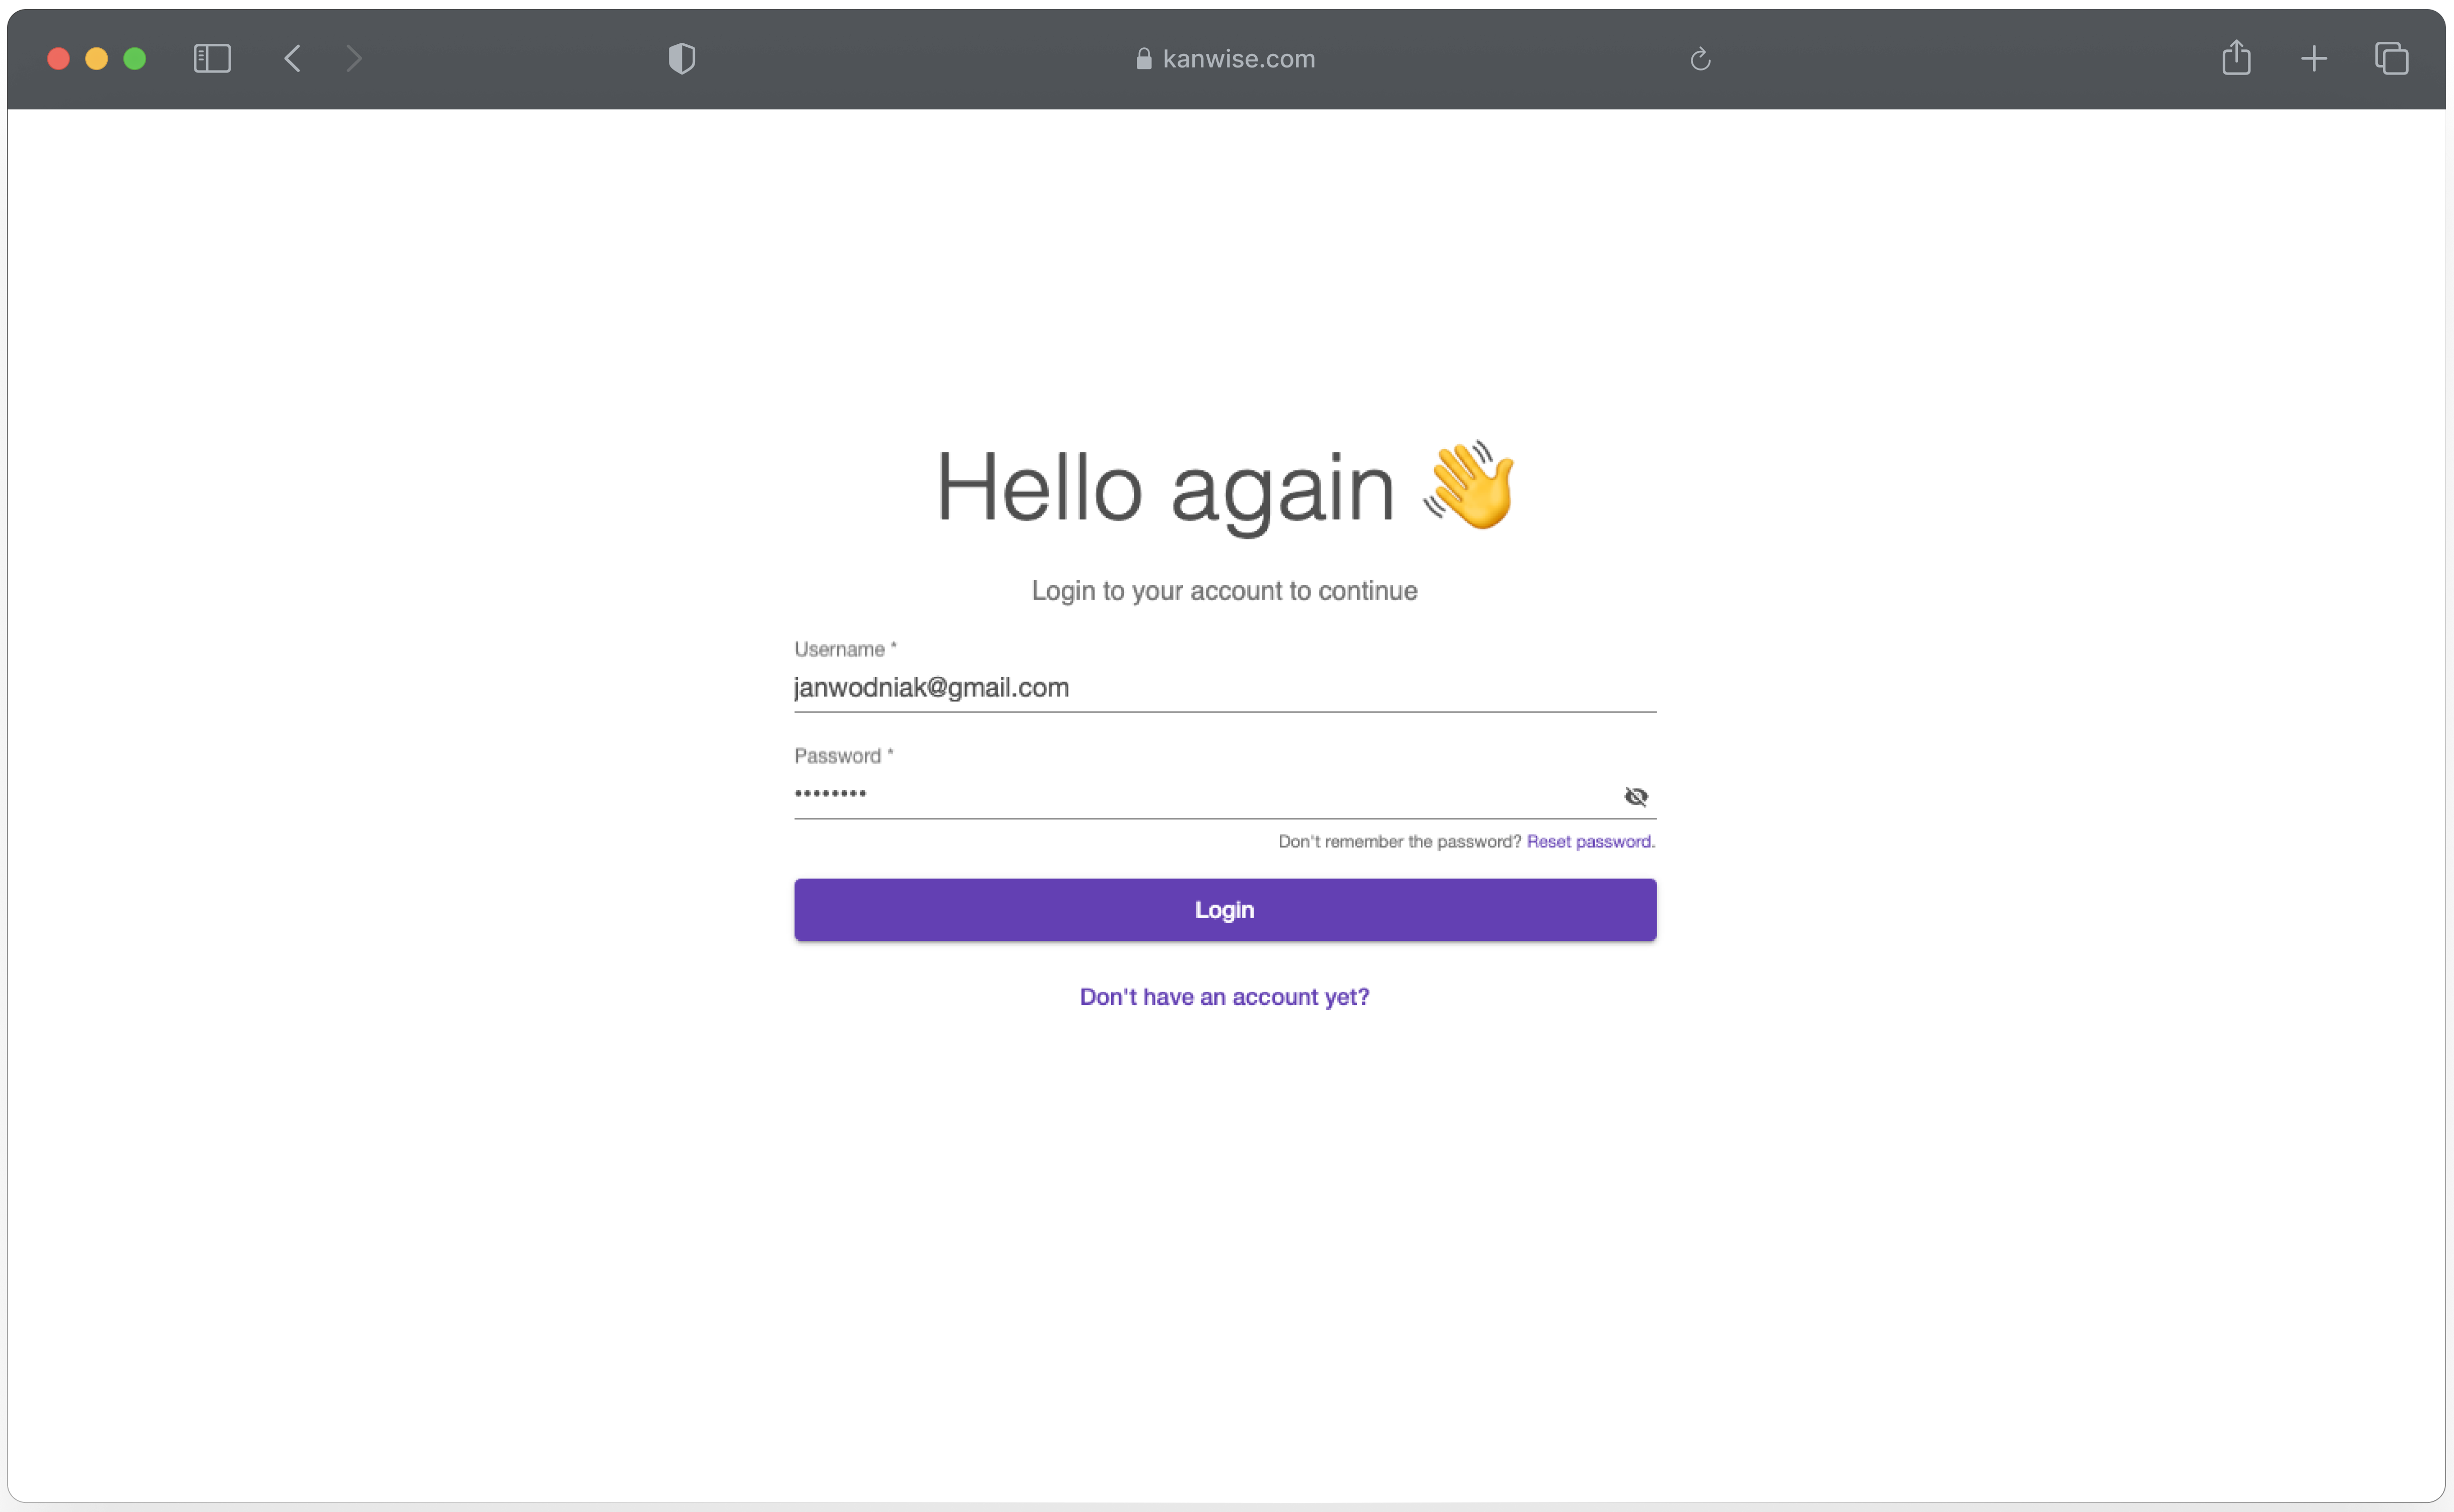 kanwise.com
Hello again 👋
Login to your account to continue
Username *
janwodniak@gmail.com
Password *
••••••••
Don't remember the password? Reset password.
Login
Don't have an account yet?